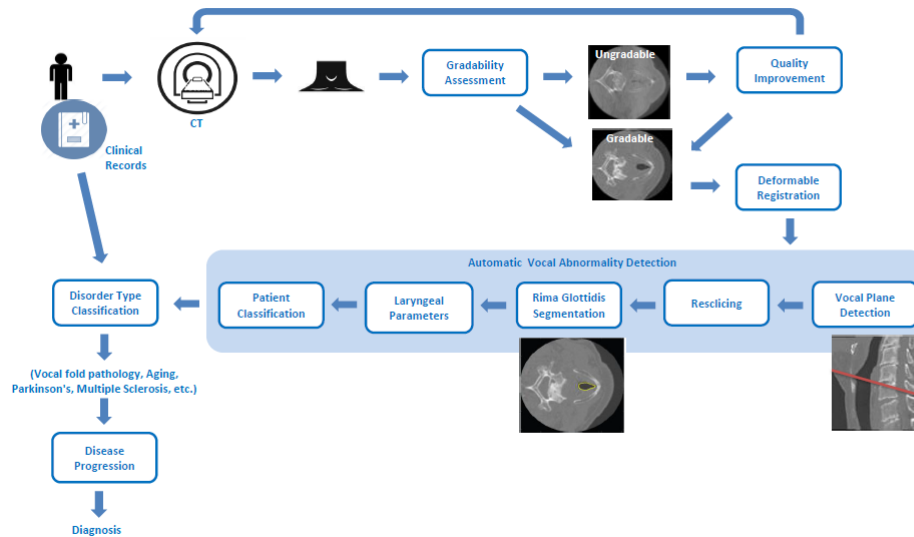 Ungradable
Gradability
Assessment
Quality
Improvement
CT
Gradable
Clinical
Records
Deformable
Registration
Automatic Vocal Abnormality Detection
Disorder Type
Classification
Patient
Classification
Laryngeal
Parameters
Rima Glottidis
Segmentation
Resclicing
Vocal Plane
Detection
(Vocal fold pathology, Aging,
Parkinson's, Multiple Sclerosis, etc.)
Disease
Progression
Diagnosis